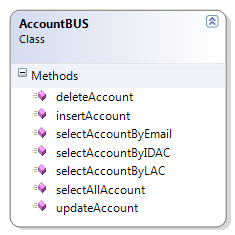 AccountBUS
Class
Methods
deleteAccount
insertAccount
selectAccountByEmail
selectAccountByIDAC
selectAccountByLAC
selectAllAccount
updateAccount